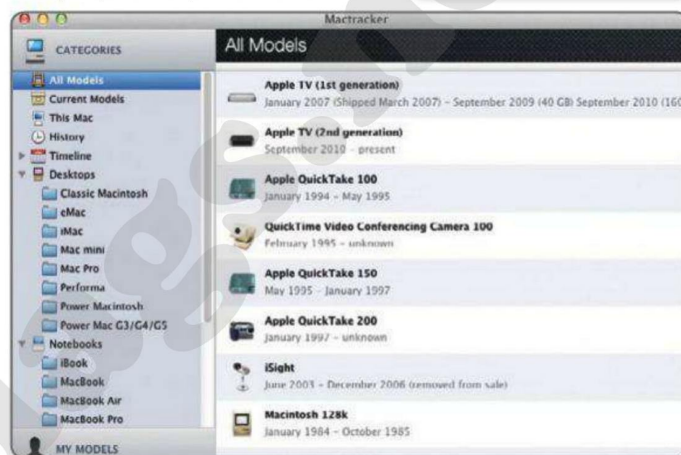 Mactracker
CATEGORIES
All Models
Current Models
This Mac
History
Timeline
Desktops
Classic Macintosh
eMac
iMac
Mac mini
Mac Pro
Performa
Power Macintosh
Power Mac G3/G4/G5
Notebooks
iBook
MacBook
MacBook Air
MacBook Pro
MY MODELS
All Models
Apple TV (1st generation)
January 2007 (Shipped March 2007) – September 2009 (40 GB) September 2010 (160
Apple TV (2nd generation)
September 2010 – present
Apple QuickTake 100
January 1994 – May 1995
QuickTime Video Conferencing Camera 100
February 1995 – unknown
Apple QuickTake 150
May 1995 – January 1997
Apple QuickTake 200
January 1997 – unknown
iSight
June 2003 – December 2006 (removed from sale)
Macintosh 128k
January 1984 – October 1985